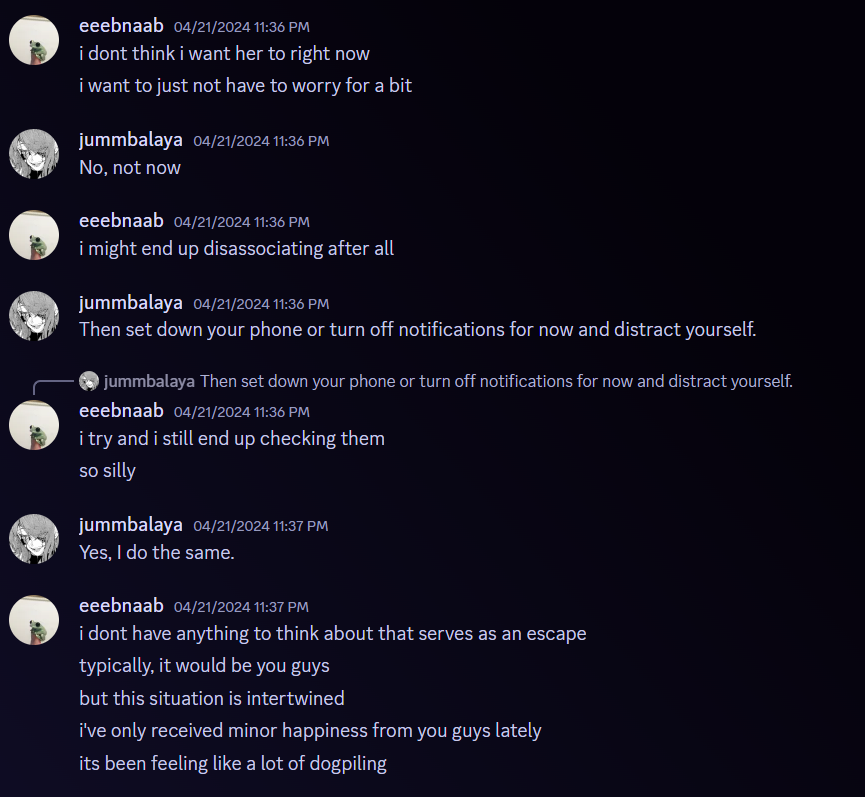 eeebnaab 04/21/2024 11:36 PM
i dont think i want her to right now
i want to just not have to worry for a bit
jummbalaya 04/21/2024 11:36 PM
No, not now
eeebnaab 04/21/2024 11:36 PM
i might end up disassociating after all
jummbalaya 04/21/2024 11:36 PM
Then set down your phone or turn off notifications for now and distract yourself.
jummbalaya Then set down your phone or turn off notifications for now and distract yourself.
eeebnaab 04/21/2024 11:36 PM
i try and i still end up checking them
so silly
jummbalaya 04/21/2024 11:37 PM
Yes, I do the same.
eeebnaab 04/21/2024 11:37 PM
i dont have anything to think about that serves as an escape
typically, it would be you guys
but this situation is intertwined
i've only received minor happiness from you guys lately
its been feeling like a lot of dogpiling